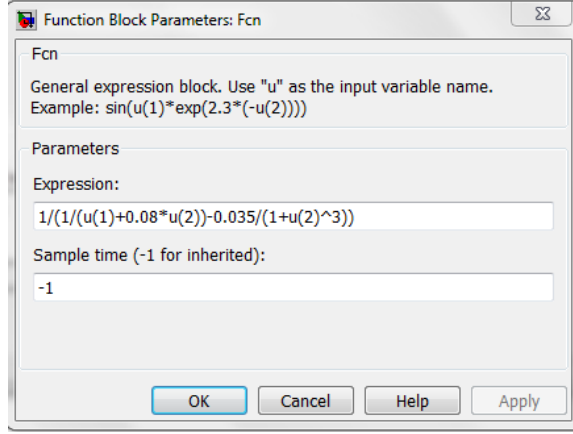 Function Block Parameters: Fcn
Fcn
General expression block. Use "u" as the input variable name.
Example: sin(u(1)*exp(2.3*(-u(2))))
Parameters
Expression:
1/(1/(u(1)+0.08*u(2))-0.035/(1+u(2)^3))
Sample time (-1 for inherited):
-1
OK Cancel Help Apply